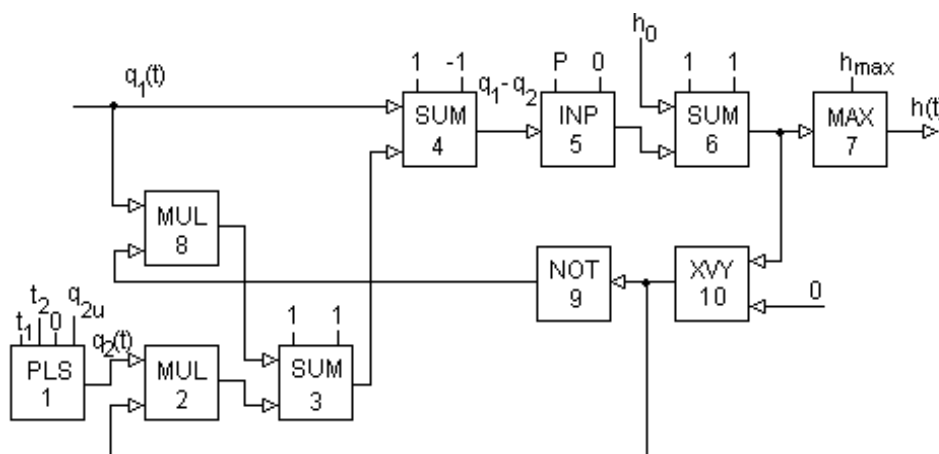 h0
1 -1 P 0 1 1 hmax
q1(t) q1-q2 h(t)
SUM INP SUM MAX
4 5 6 7
MUL NOT XVY
8 9 10
0
t1 t2 0 q2u
1 1
q2(t)
PLS MUL SUM
1 2 3